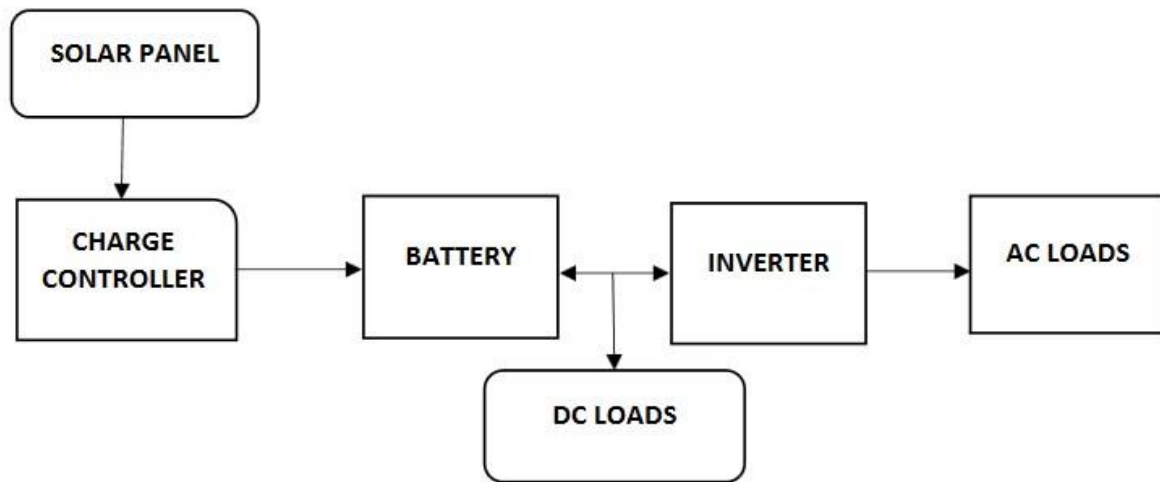 SOLAR PANEL
CHARGE
CONTROLLER
BATTERY
INVERTER
AC LOADS
DC LOADS